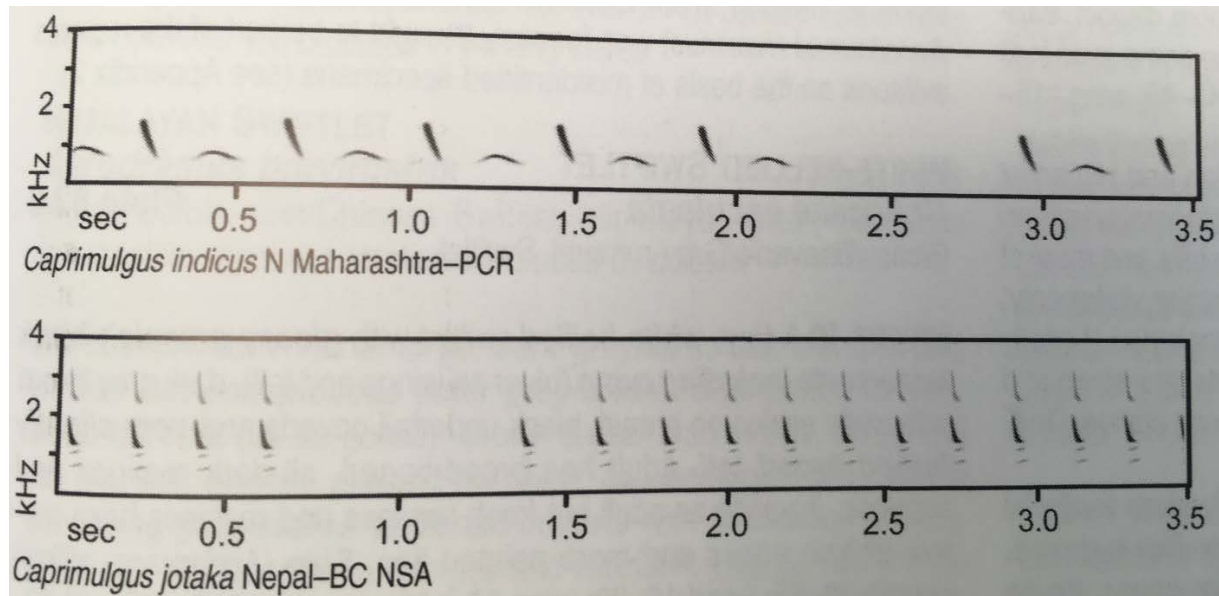 4
2
kHz
sec 0.5 1.0 1.5 2.0 2.5 3.0 3.5
Caprimulgus indicus N Maharashtra–PCR
4
2
kHz
sec 0.5 1.0 1.5 2.0 2.5 3.0 3.5
Caprimulgus jotaka Nepal–BC NSA